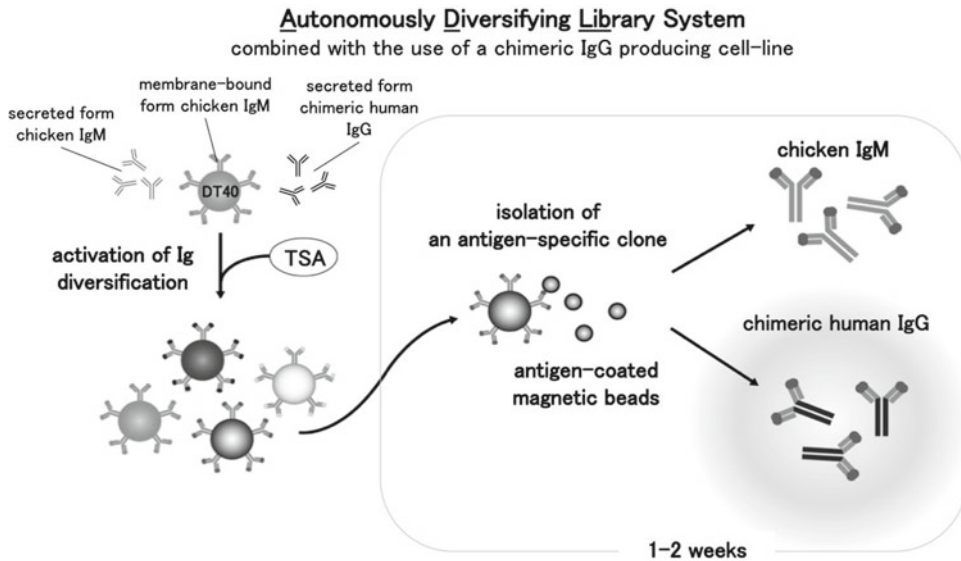 Autonomously Diversifying Library System
combined with the use of a chimeric IgG producing cell-line
membrane-bound
form chicken IgM
secreted form
chicken IgM
secreted form
chimeric human
IgG
DT40
activation of Ig
diversification
TSA
isolation of
an antigen-specific clone
antigen-coated
magnetic beads
chicken IgM
chimeric human IgG
1-2 weeks